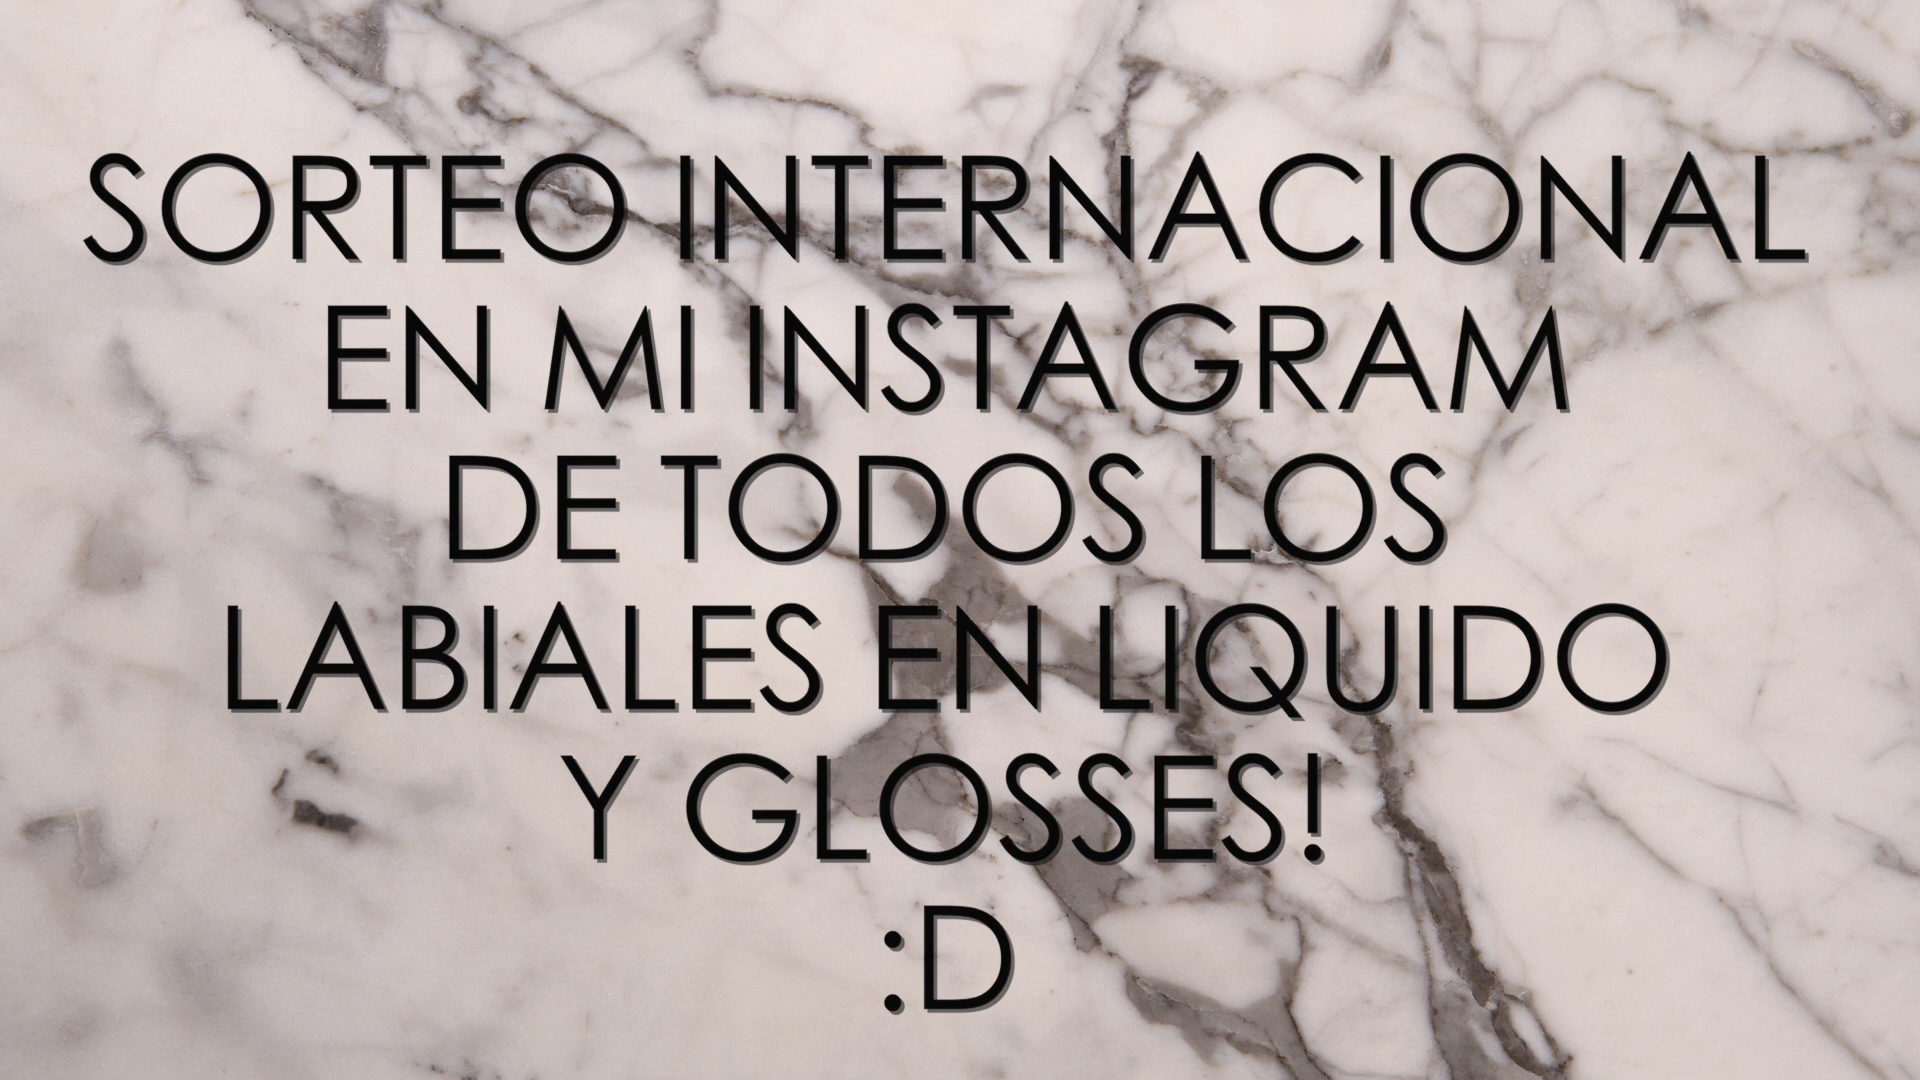 SORTEO INTERNACIONAL
EN MI INSTAGRAM
DE TODOS LOS
LABIALES EN LIQUIDO
Y GLOSSES!
:D